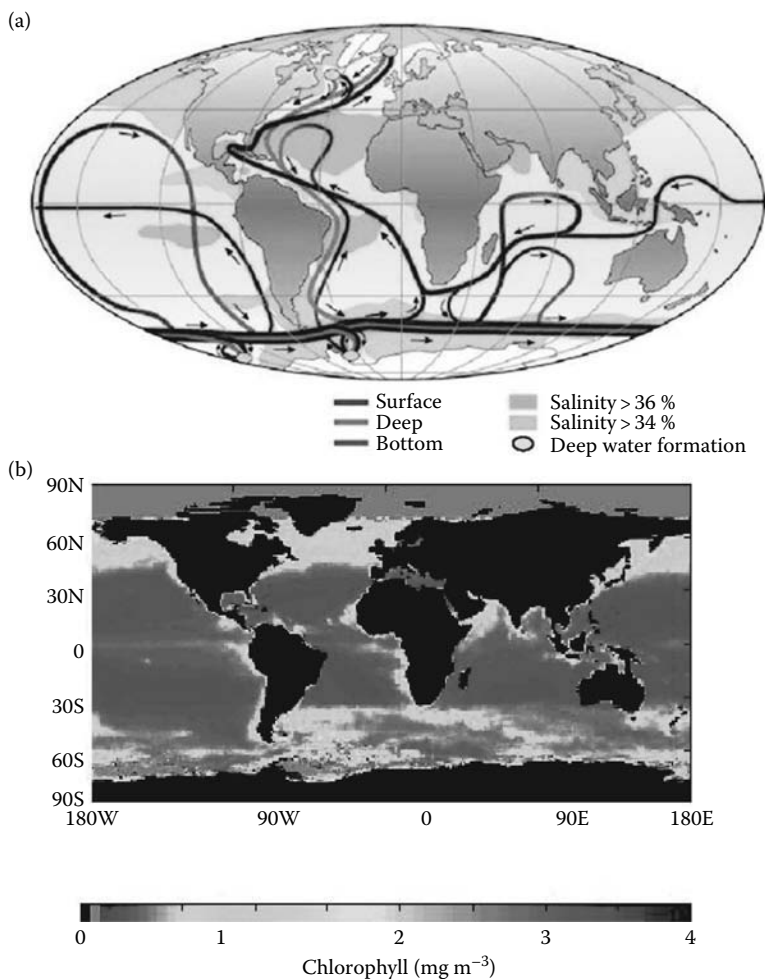 (a)
Surface
Deep
Bottom
Salinity > 36 %
Salinity > 34 %
Deep water formation
(b)
90N
60N
30N
0
30S
60S
90S
180W 90W 0 90E 180E
0 1 2 3 4
Chlorophyll (mg m⁻³)